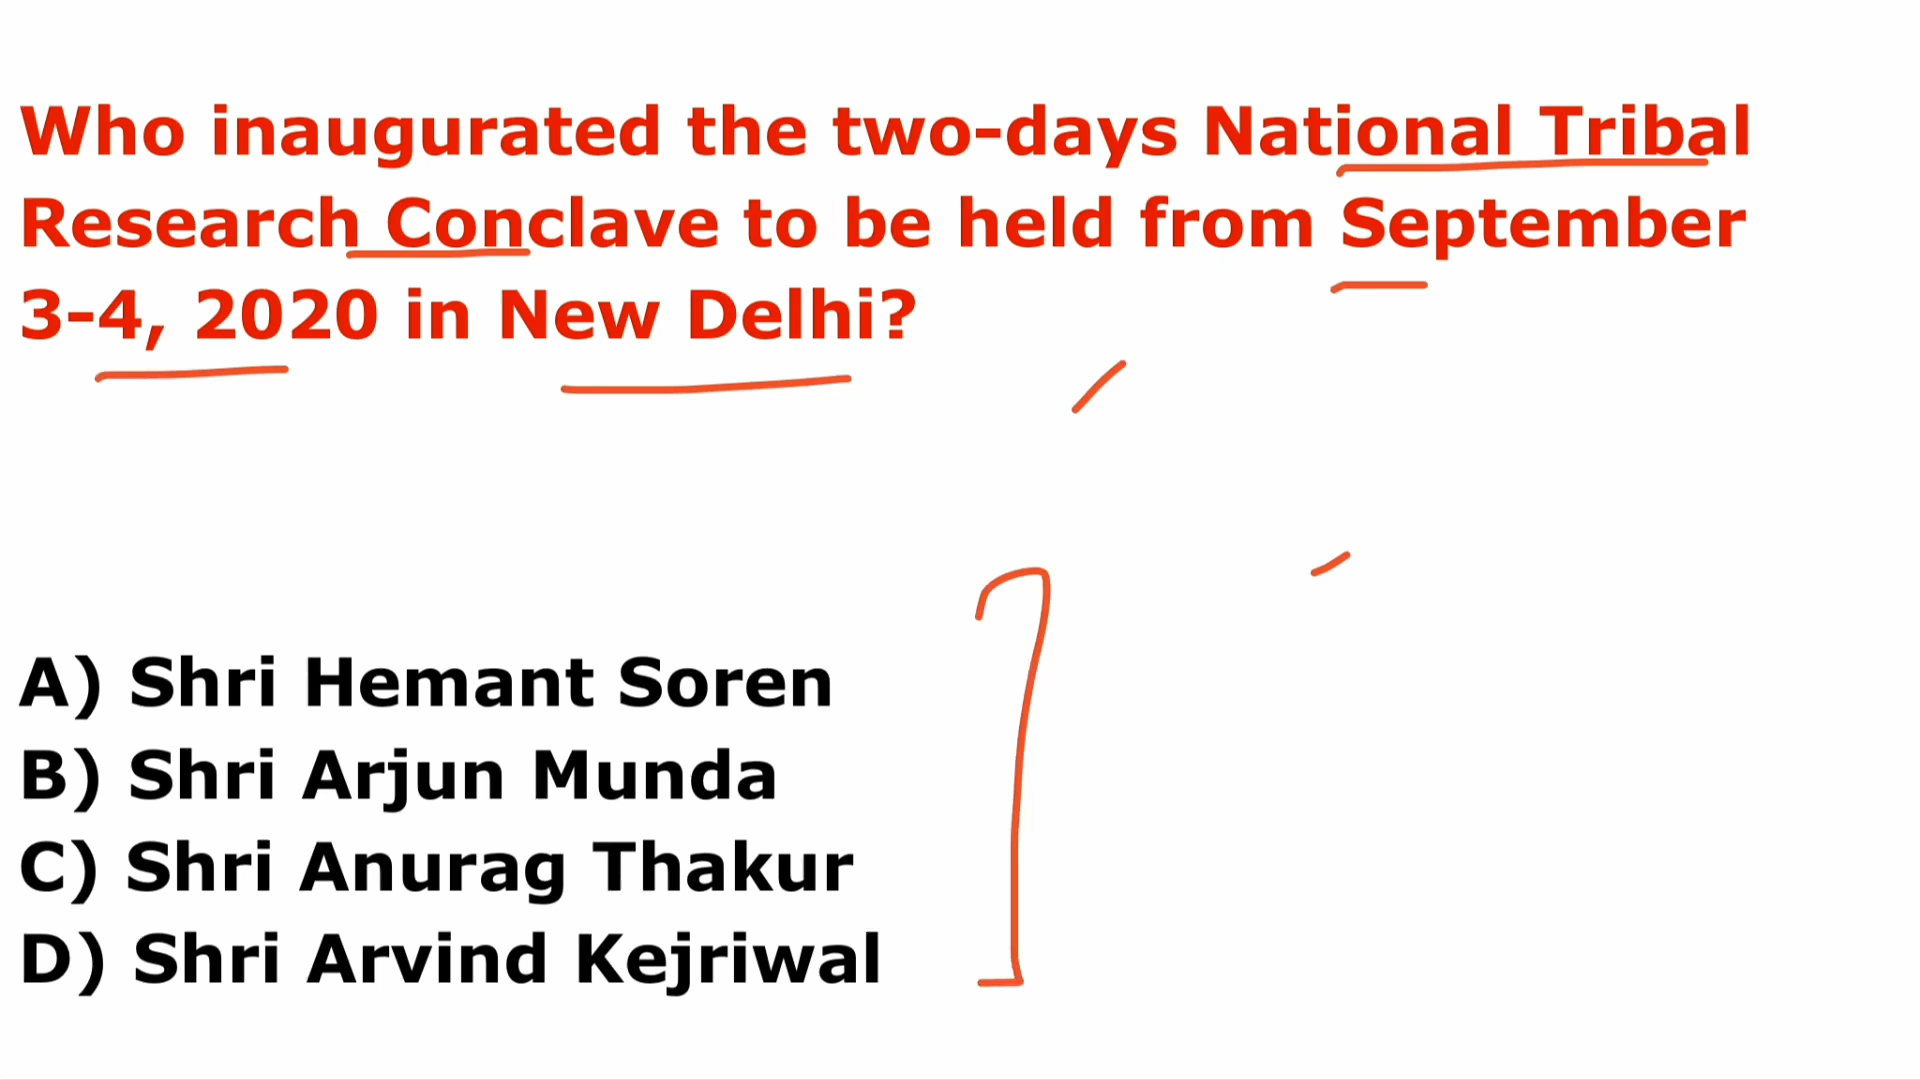 Who inaugurated the two-days National Tribal
Research Conclave to be held from September
3-4, 2020 in New Delhi?
A) Shri Hemant Soren
B) Shri Arjun Munda
C) Shri Anurag Thakur
D) Shri Arvind Kejriwal